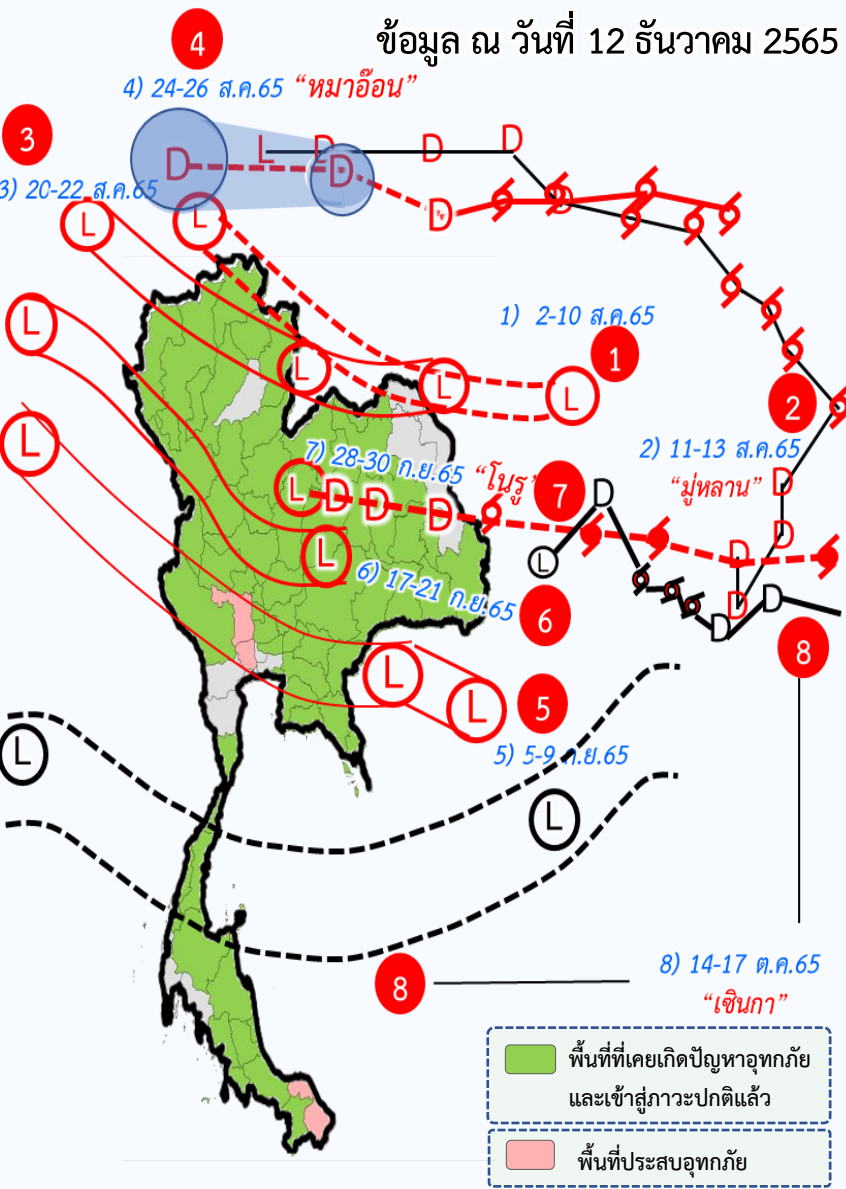 ข้อมูล ณ วันที่ 12 ธันวาคม 2565
4
4) 24-26 ส.ค.65 “หมาอ๊อน”
3
3) 20-22 ส.ค.65
D
L
D
D
D
D
D
D
L
L
1) 2-10 ส.ค.65
1
L
L
L
L
2
2) 11-13 ส.ค.65
“มู่หลาน”
7) 28-30 ก.ย.65 “โนรู”
7
L
D
D
D
D
D
D
L
L
L
D
D
D
D
6) 17-21 ก.ย.65
6
8
L
L
5
5) 5-9 ก.ย.65
L
L
8
8) 14-17 ต.ค.65
“เซินกา”
พื้นที่ที่เคยเกิดปัญหาอุทกภัย
และเข้าสู่ภาวะปกติแล้ว
พื้นที่ประสบอุทกภัย